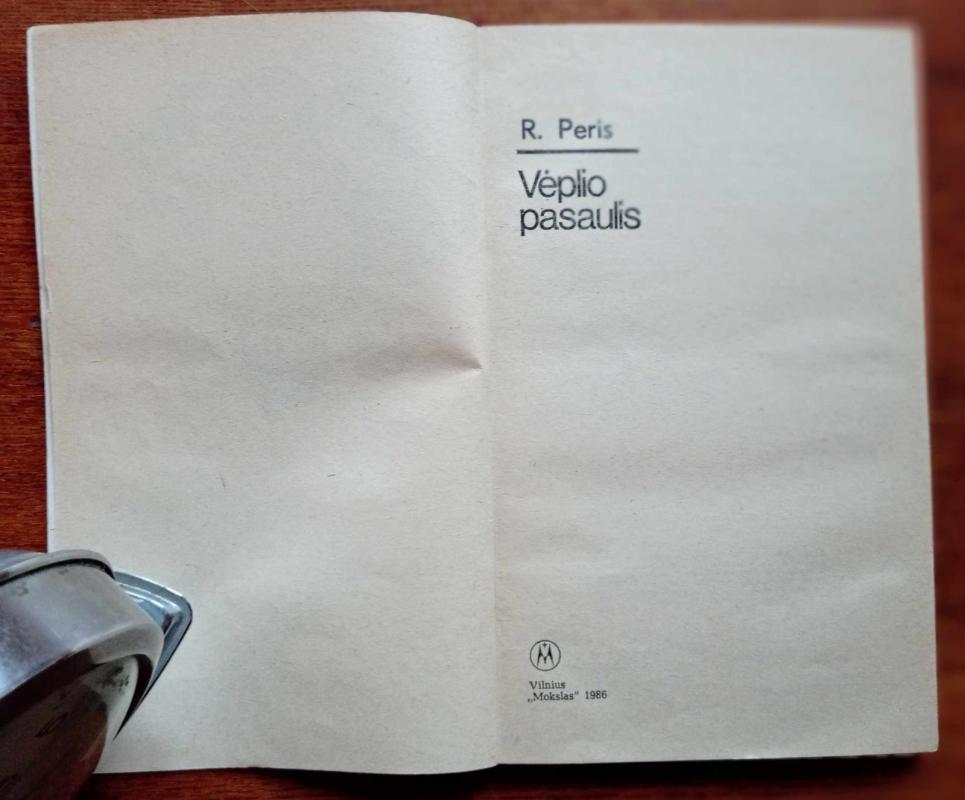 R. Peris
Vėplio
pasaulis
Vilnius
„Mokslas“ 1986